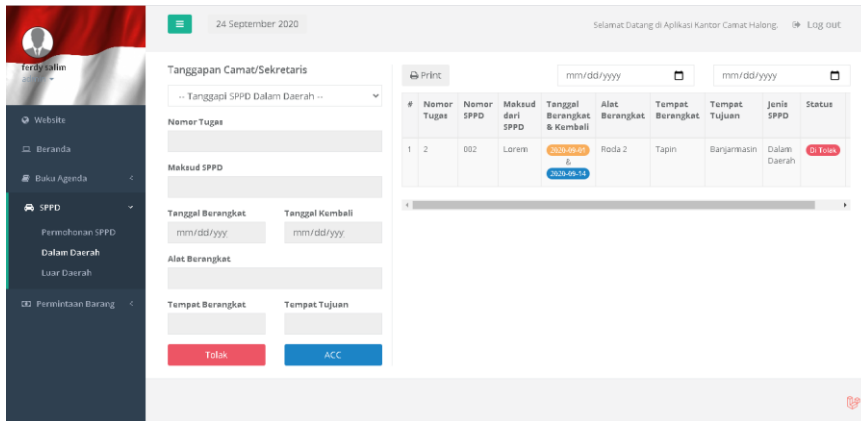 24 September 2020
Selamat Datang di Aplikasi Kantor Camat Halong.
Log out
ferdy salim
Website
Beranda
Buku Agenda
SPPD
Permohonan SPPD
Dalam Daerah
Luar Daerah
Permintaan Barang
Tanggapan Camat/Sekretaris
-- Tanggapi SPPD Dalam Daerah --
Nomor Tugas
Maksud SPPD
Tanggal Berangkat Tanggal Kembali
mm/dd/yyy mm/dd/yyy
Alat Berangkat
Tempat Berangkat Tempat Tujuan
Tolak ACC
Print mm/dd/yyyy mm/dd/yyyy
# Nomor Nomor Maksud Tanggal Alat Tempat Tempat Jenis Status
Tugas SPPD dari Berangkat Berangkat Berangkat Tujuan SPPD
SPPD & Kembali
1 2 002 Lorem 2020-09-01 Roda 2 Tapin Banjarmasin Dalam Di Tolak
& Daerah
2020-09-14